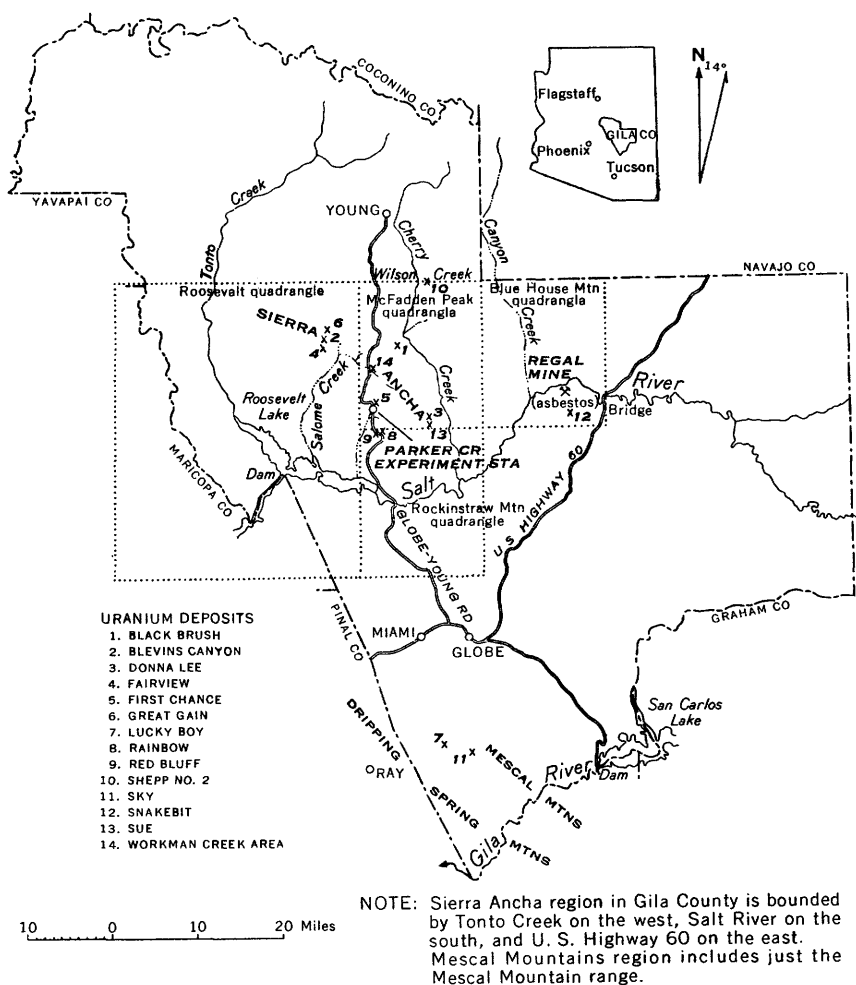 COCONINO CO
N
14°
Flagstaff
GILA CO
Phoenix
Tucson
YAVAPAI CO
Creek
Tonto
YOUNG
Cherry
Canyon
Wilson Creek
10
NAVAJO CO
Roosevelt quadrangle
McFadden Peak
quadrangla
Blue House Mtn
quadrangla
SIERRA
6
2
4
1
Creek
14
ANCHA
Creek
Creek
REGAL
MINE
River
(asbestos)
12
Bridge
Roosevelt
Lake
Salome
5
3
13
9
8
PARKER CR
EXPERIMENT STA
MARICOPA CO
Dam
Salt
Rockinstraw Mtn
quadrangle
U. S. HIGHWAY 60
GLOBE-YOUNG RD
PINAL CO
GRAHAM CO
MIAMI
GLOBE
URANIUM DEPOSITS
1. BLACK BRUSH
2. BLEVINS CANYON
3. DONNA LEE
4. FAIRVIEW
5. FIRST CHANCE
6. GREAT GAIN
7. LUCKY BOY
8. RAINBOW
9. RED BLUFF
10. SHEPP NO. 2
11. SKY
12. SNAKEBIT
13. SUE
14. WORKMAN CREEK AREA
San Carlos
Lake
DRIPPING
SPRING
MTNS
7
11
MESCAL
MTNS
RAY
River
Dam
Gila
10 0 20 Miles
NOTE: Sierra Ancha region in Gila County is bounded
by Tonto Creek on the west, Salt River on the
south, and U. S. Highway 60 on the east.
Mescal Mountains region includes just the
Mescal Mountain range.